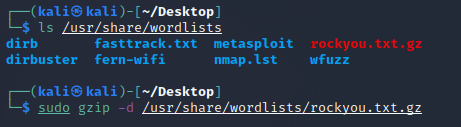 ┌──(kali㉿kali)-[~/Desktop]
└─$ ls /usr/share/wordlists
dirb fasttrack.txt metasploit rockyou.txt.gz
dirbuster fern-wifi nmap.lst wfuzz
┌──(kali㉿kali)-[~/Desktop]
└─$ sudo gzip -d /usr/share/wordlists/rockyou.txt.gz